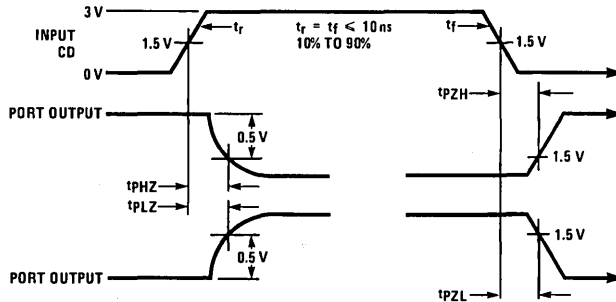 3 V
INPUT
CD
1.5 V
0 V
tr
tr = tf ≤ 10 ns
10% TO 90%
tf
1.5 V
tPZH
PORT OUTPUT
0.5 V
1.5 V
tPHZ
tPLZ
1.5 V
0.5 V
PORT OUTPUT
tPZL